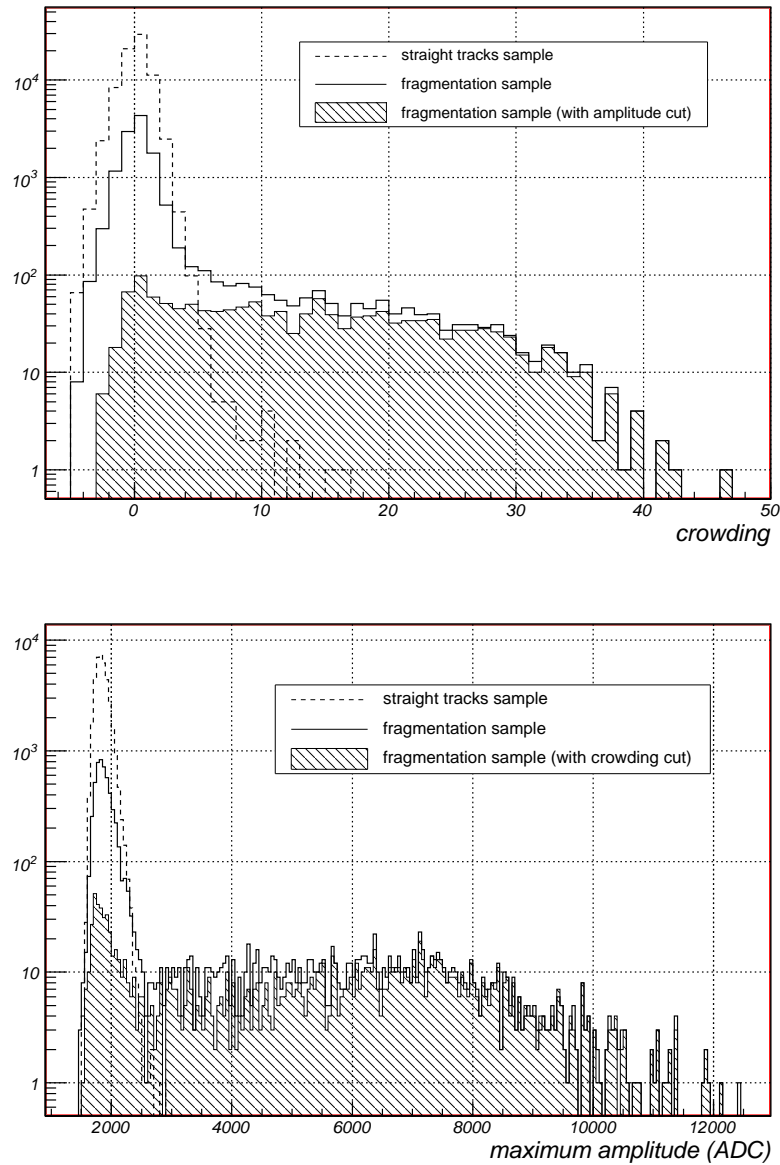 10^4
10^3
10^2
10
1
straight tracks sample
fragmentation sample
fragmentation sample (with amplitude cut)
0 10 20 30 40 50
crowding
10^4
10^3
10^2
10
1
straight tracks sample
fragmentation sample
fragmentation sample (with crowding cut)
2000 4000 6000 8000 10000 12000
maximum amplitude (ADC)